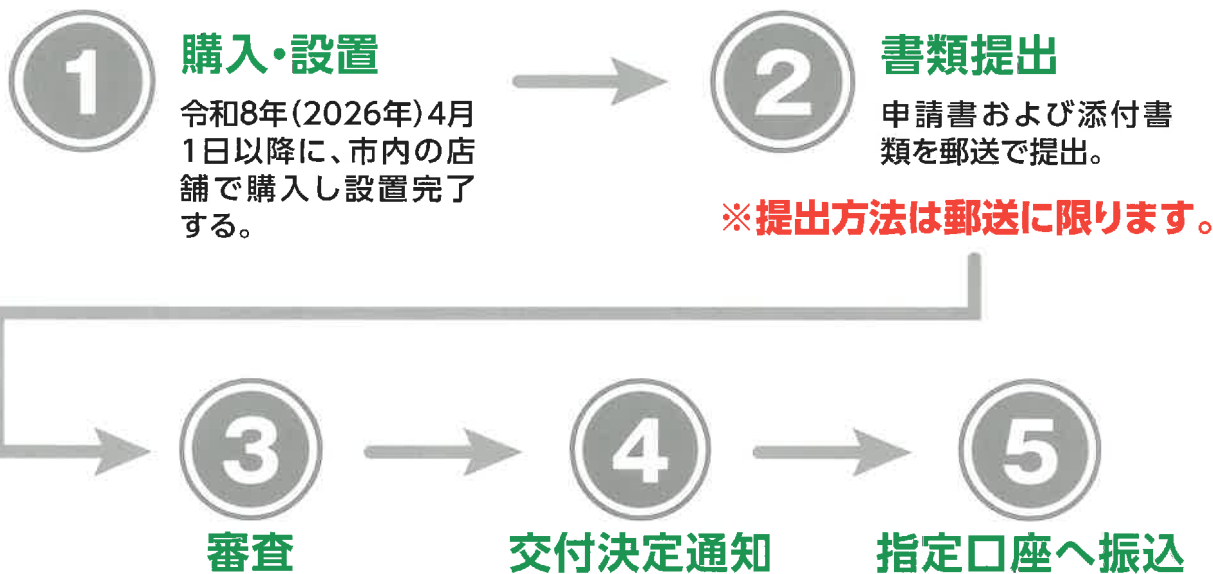 1
購入・設置
令和8年(2026年)4月
1日以降に、市内の店
舗で購入し設置完了
する。
2
書類提出
申請書および添付書
類を郵送で提出。
※提出方法は郵送に限ります。
3
審査
4
交付決定通知
5
指定口座へ振込